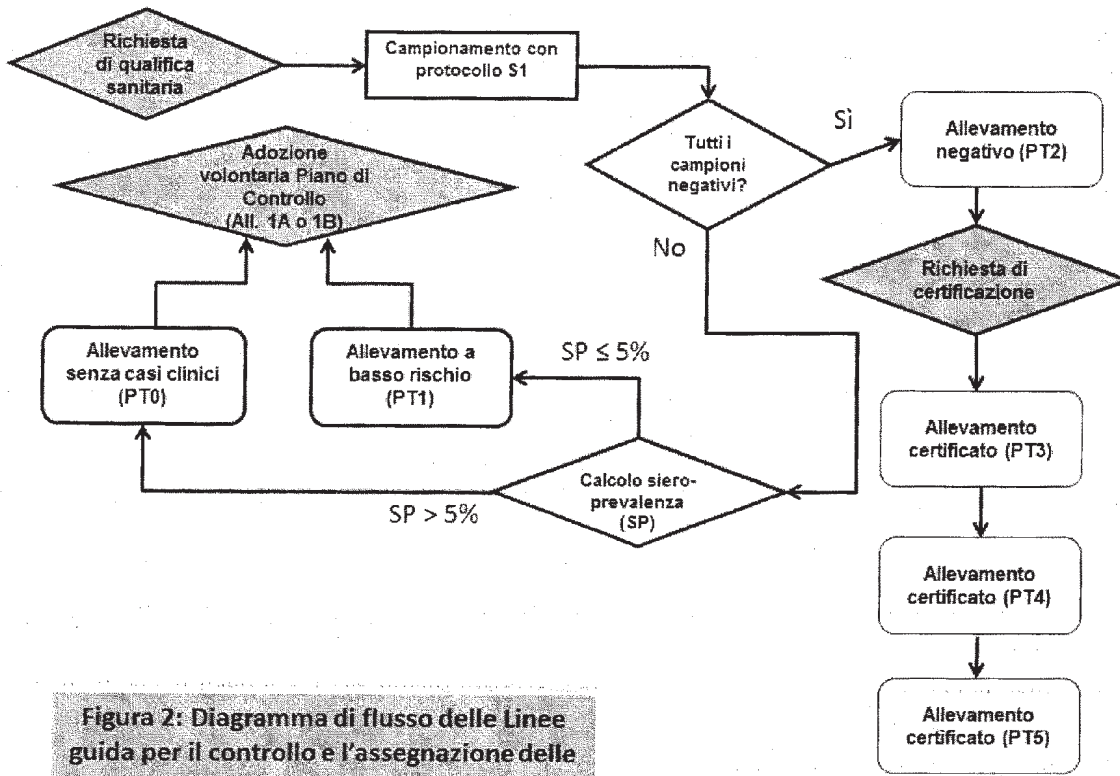 Richiesta
di qualifica
sanitaria
Campionamento con
protocollo S1
Tutti i
campioni
negativi?
Sì
Allevamento
negativo (PT2)
No
Richiesta di
certificazione
Adozione
volontaria Piano di
Controllo
(All. 1A o 1B)
Allevamento
senza casi clinici
(PT0)
Allevamento a
basso rischio
(PT1)
SP ≤ 5%
SP > 5%
Calcolo siero-
prevalenza
(SP)
Allevamento
certificato (PT3)
Allevamento
certificato (PT4)
Allevamento
certificato (PT5)
Figura 2: Diagramma di flusso delle Linee
guida per il controllo e l'assegnazione delle